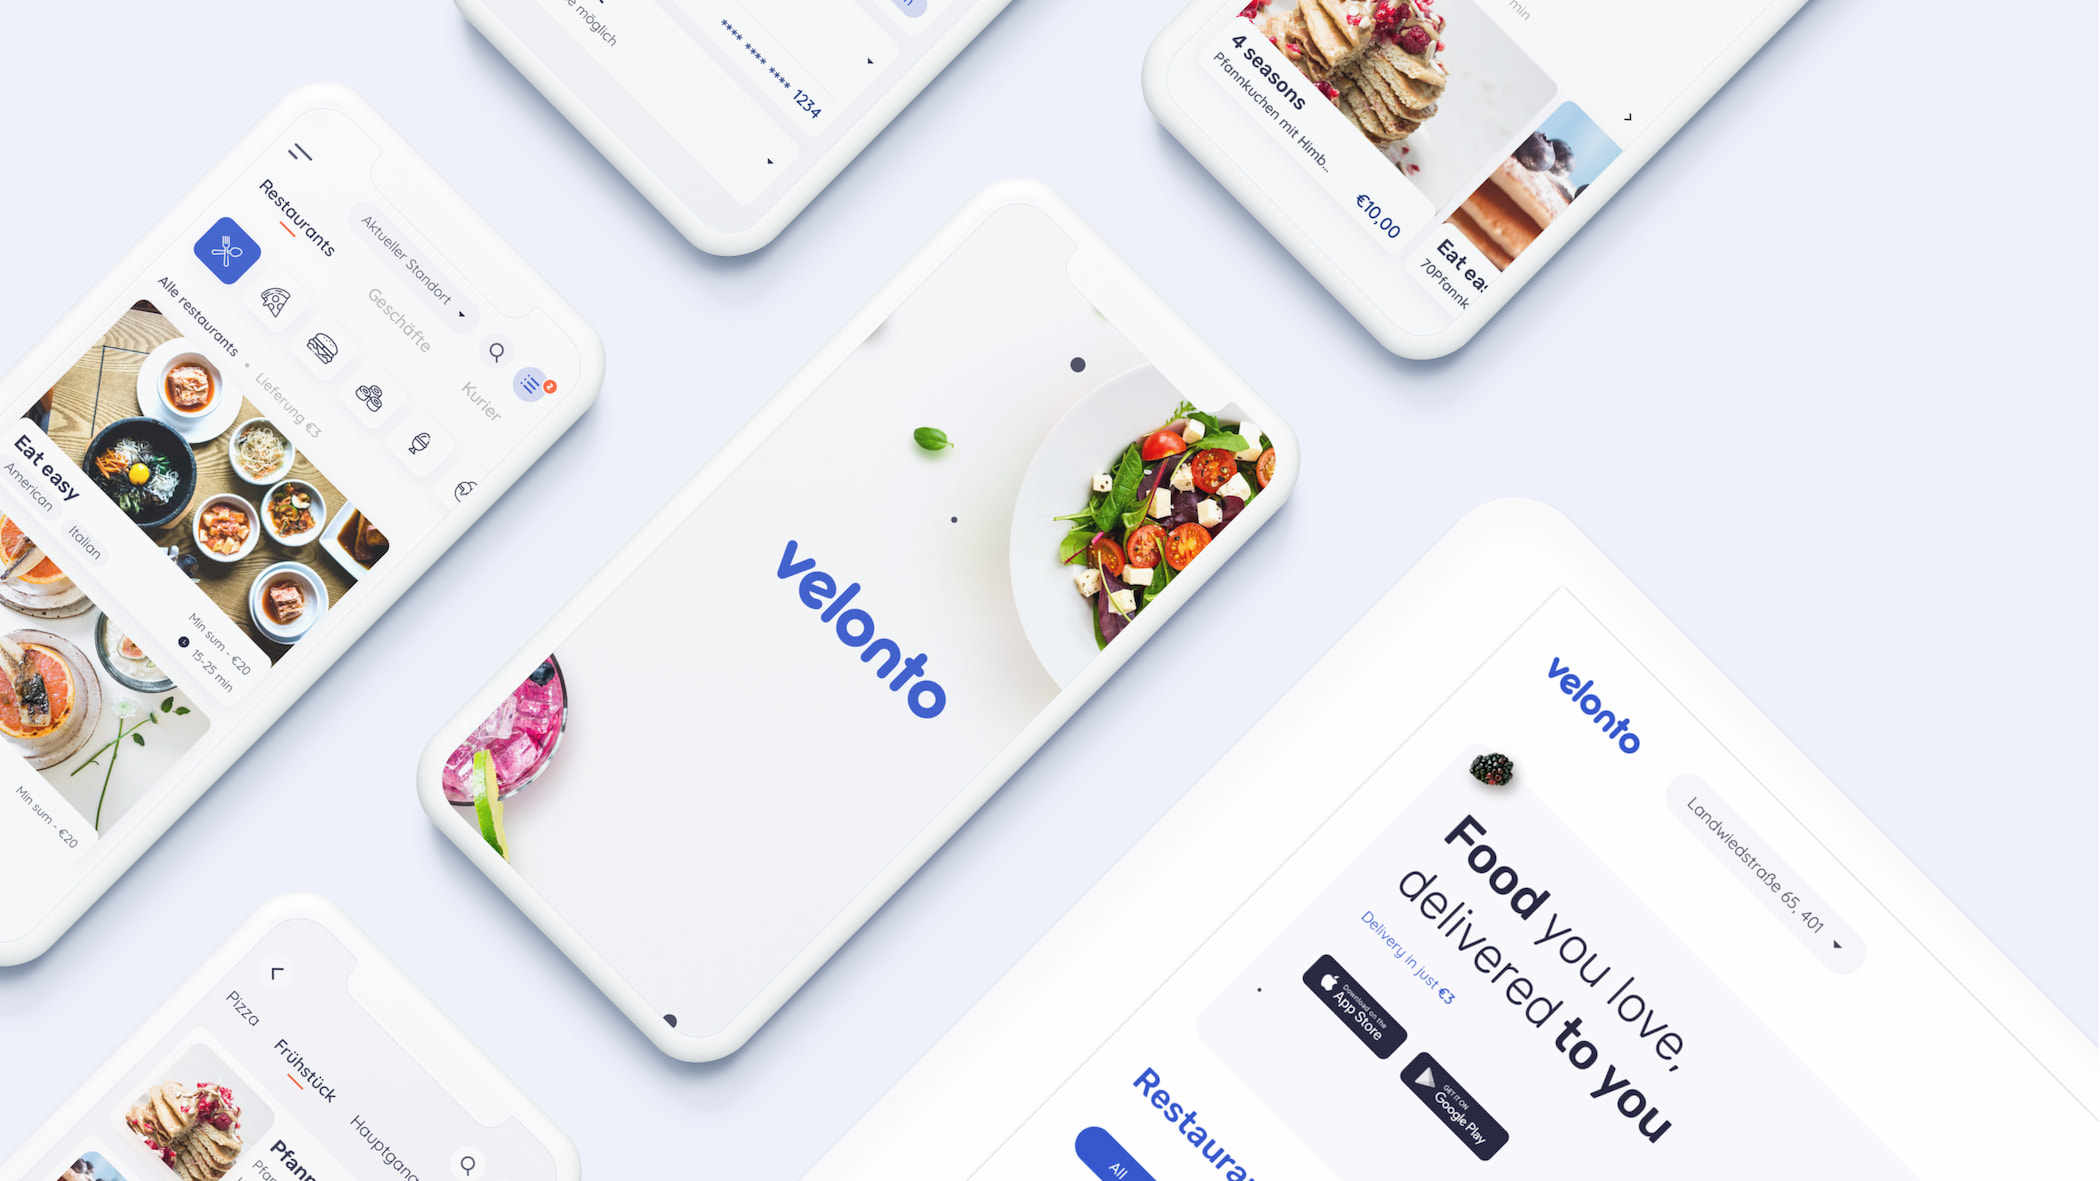 e möglich
**** **** **** 1234
min
4 seasons
Pfannkuchen mit Himb...
€10,00
Eat eas
70Pfannk
Aktueller Standort
2
Restaurants
Geschäfte
Kurier
Alle restaurants • Lieferung €3
Eat easy
American
Italian
Min sum - €20
15-25 min
Min sum - €20
velonto
velonto
Landwiedstraße 65, 401
Food you love,
delivered to you
Delivery in just €3
Download on the
App Store
GET IT ON
Google Play
Restaura
All
Pizza
Frühstück
Hauptgang
Pfann
Pfan